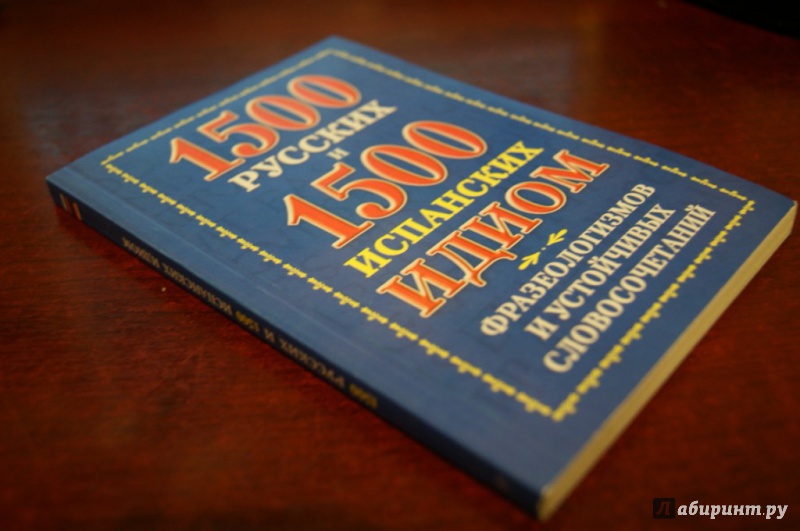 1500
РУССКИХ
И
1500
ИСПАНСКИХ
ИДИОМ
ФРАЗЕОЛОГИЗМОВ
И УСТОЙЧИВЫХ
СЛОВОСОЧЕТАНИЙ
1500 РУССКИХ И 1500 ИСПАНСКИХ ИДИОМ
Лабиринт.ру